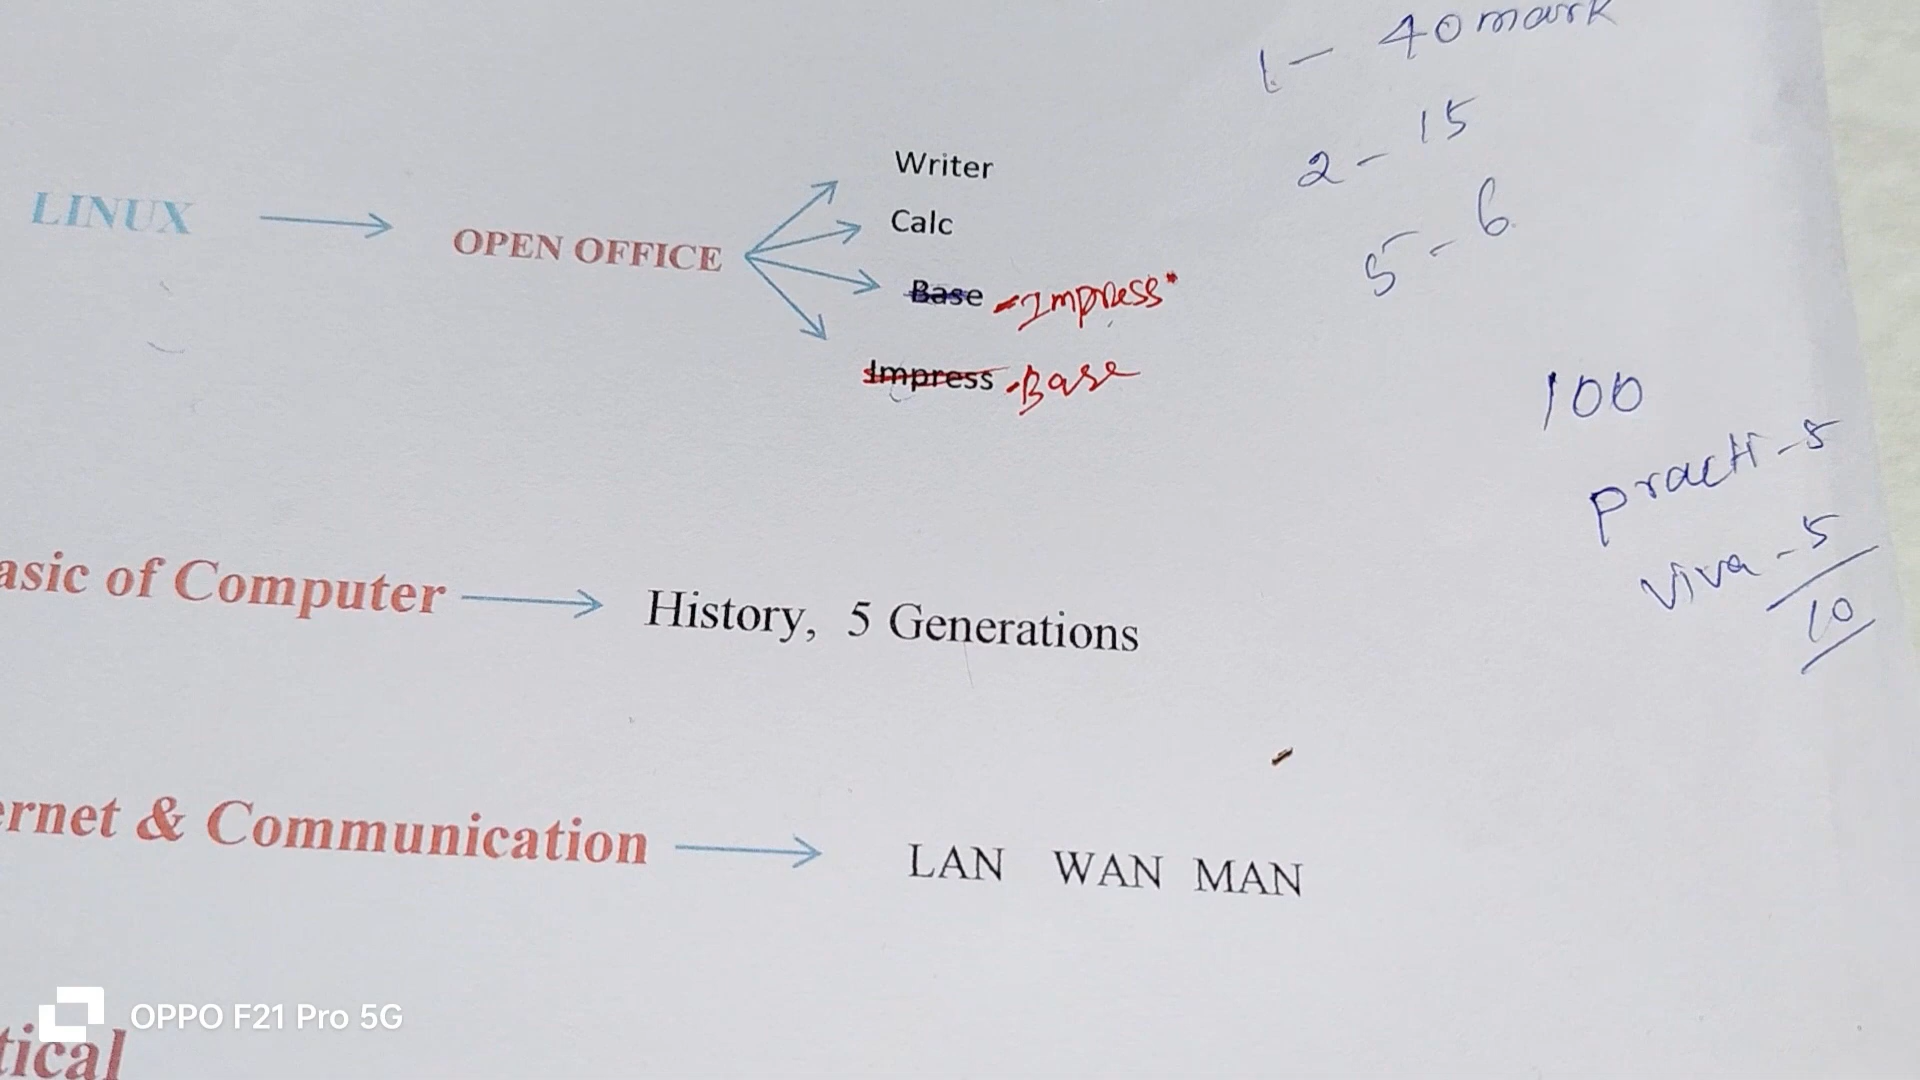 1 - 40 mark
2 - 15
5 - 6
Writer
LINUX
Calc
OPEN OFFICE
Base - Impress
Impress - Base
100
practi - 5
viva - 5
10
asic of Computer
History, 5 Generations
ernet & Communication
LAN WAN MAN
OPPO F21 Pro 5G
tical